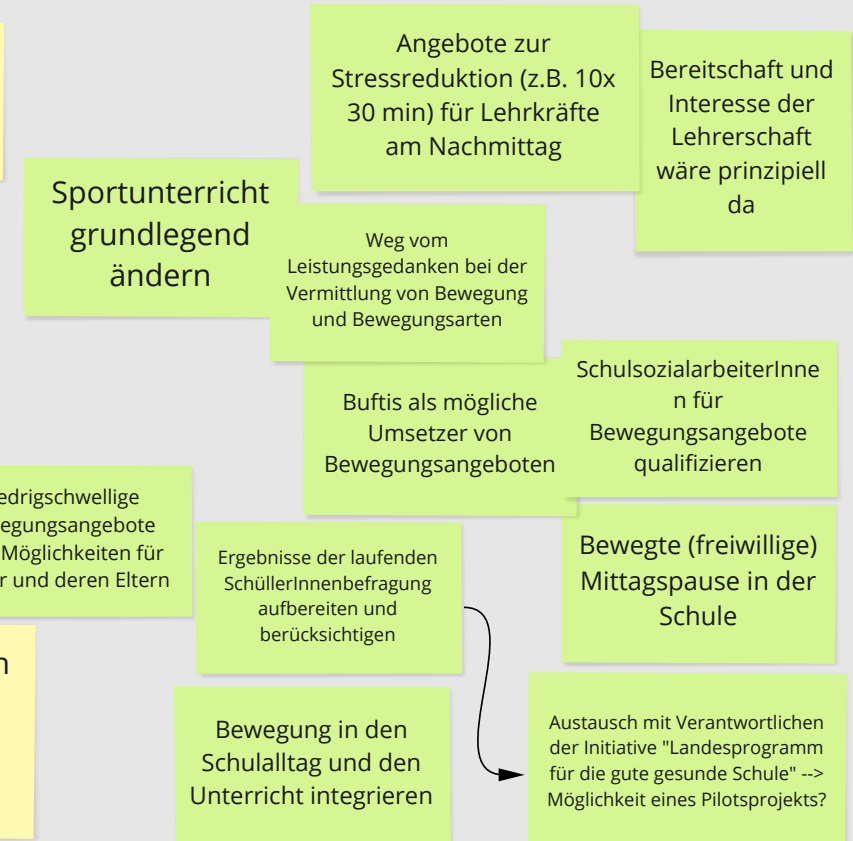 Angebote zur
Stressreduktion (z.B. 10x
30 min) für Lehrkräfte
am Nachmittag
Bereitschaft und
Interesse der
Lehrerschaft
wäre prinzipiell
da
Sportunterricht
grundlegend
ändern
Weg vom
Leistungsgedanken bei der
Vermittlung von Bewegung
und Bewegungsarten
Buftis als mögliche
Umsetzer von
Bewegungsangeboten
SchulsozialarbeiterInne
n für
Bewegungsangebote
qualifizieren
edrigschwellige
egungsangebote
Möglichkeiten für
r und deren Eltern
Ergebnisse der laufenden
SchüllerInnenbefragung
aufbereiten und
berücksichtigen
Bewegte (freiwillige)
Mittagspause in der
Schule
n
Bewegung in den
Schulalltag und den
Unterricht integrieren
Austausch mit Verantwortlichen
der Initiative "Landesprogramm
für die gute gesunde Schule" -->
Möglichkeit eines Pilotsprojekts?